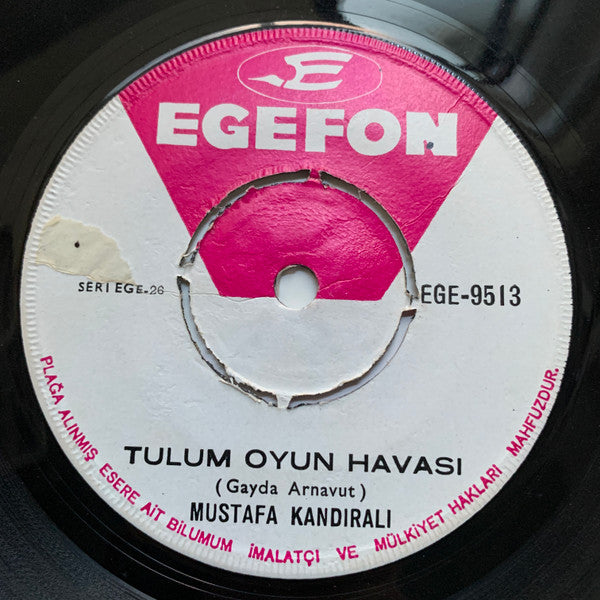 E
EGEFON
SERI EGE-26
EGE-9513
TULUM OYUN HAVASI
(Gayda Arnavut)
MUSTAFA KANDIRALI
PLAĞA ALINMIŞ ESERE AİT BİLUMUM İMALATÇI VE MÜLKİYET HAKLARI MAHFUZDUR.